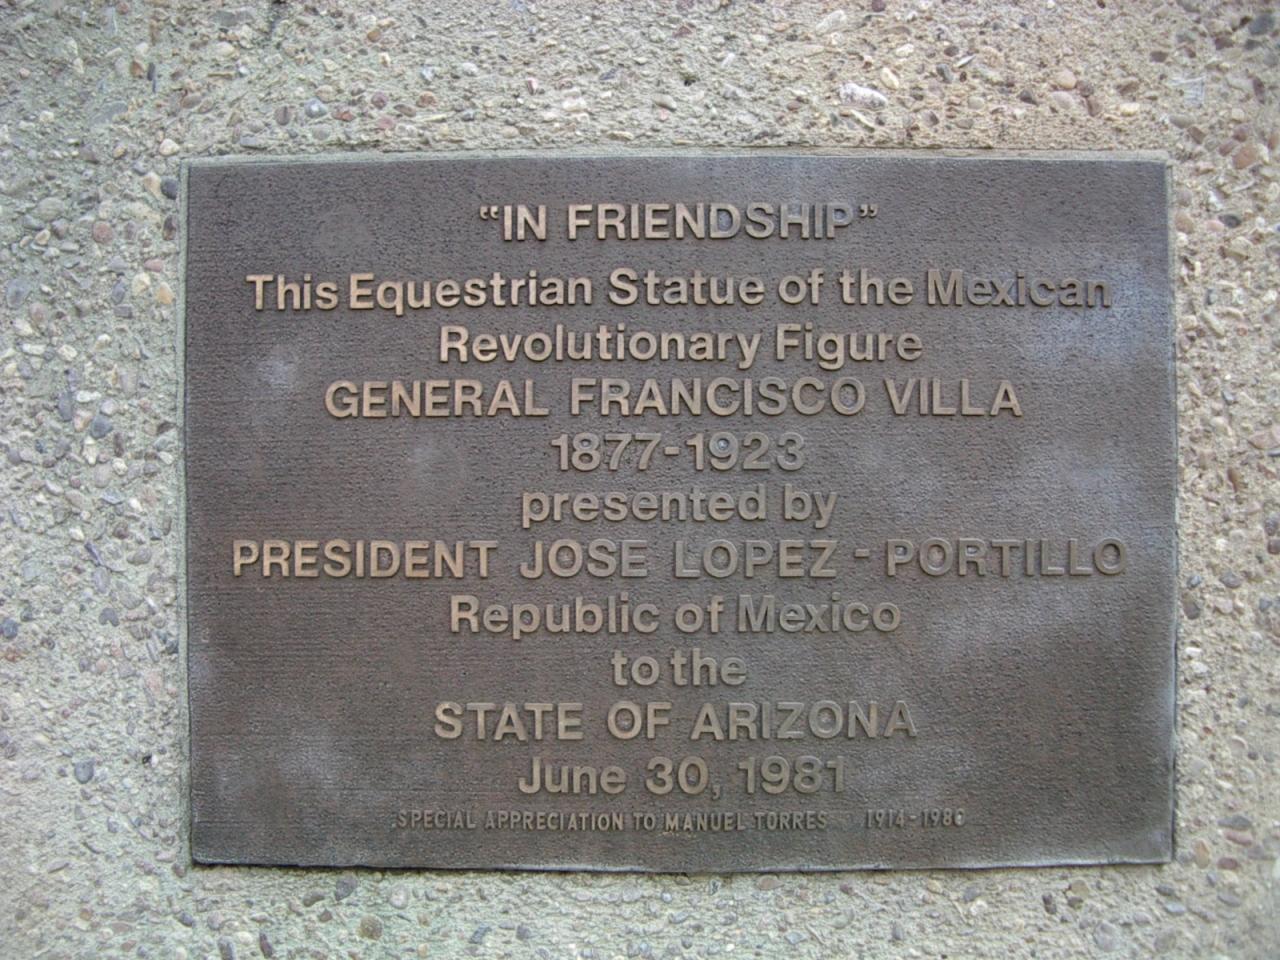 “IN FRIENDSHIP”
This Equestrian Statue of the Mexican
Revolutionary Figure
GENERAL FRANCISCO VILLA
1877-1923
presented by
PRESIDENT JOSE LOPEZ - PORTILLO
Republic of Mexico
to the
STATE OF ARIZONA
June 30, 1981
SPECIAL APPRECIATION TO MANUEL TORRES 1914-1980